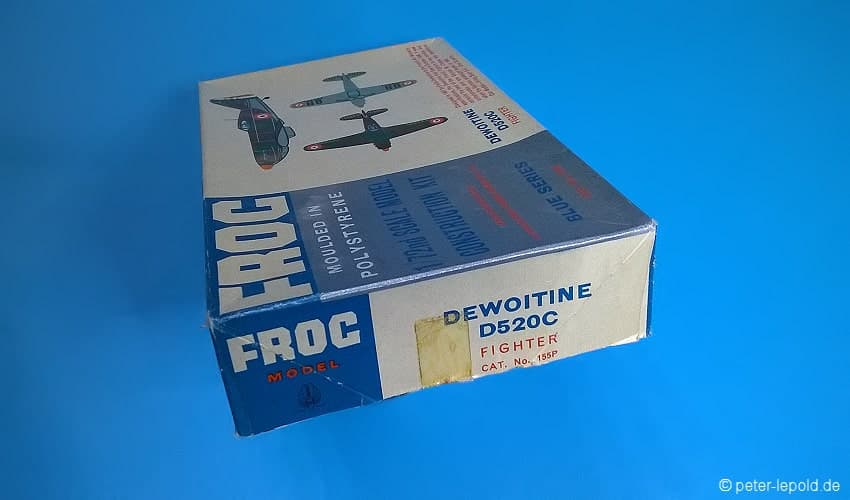 DEWOITINE
D520C
FIGHTER
FROG
MOULDED IN
POLYSTYRENE
1/72nd SCALE MODEL
CONSTRUCTION KIT
BLUE SERIES
FROG
MODEL
DEWOITINE
D520C
FIGHTER
CAT. No. 155P
© peter-lepold.de